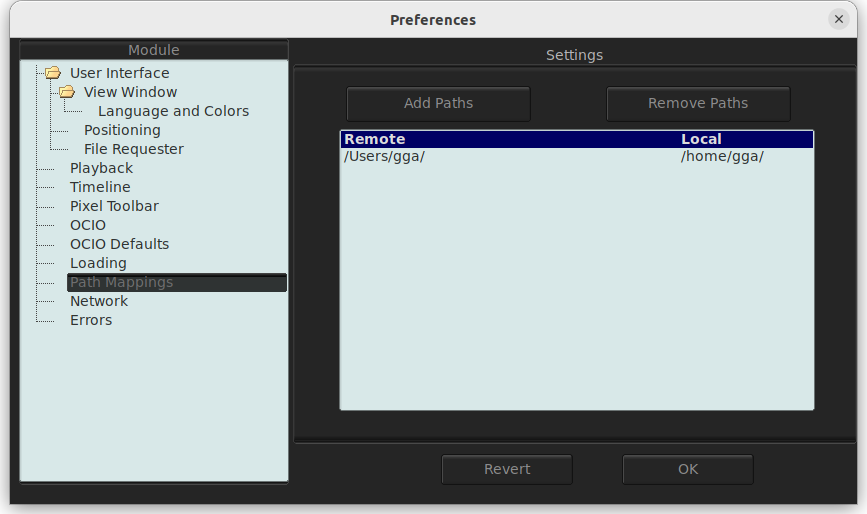 Preferences
Module
User Interface
View Window
Language and Colors
Positioning
File Requester
Playback
Timeline
Pixel Toolbar
OCIO
OCIO Defaults
Loading
Path Mappings
Network
Errors
Settings
Add Paths Remove Paths
Remote Local
/Users/gga/ /home/gga/
Revert OK